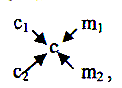 c₁ m₁
c
c₂ m₂,